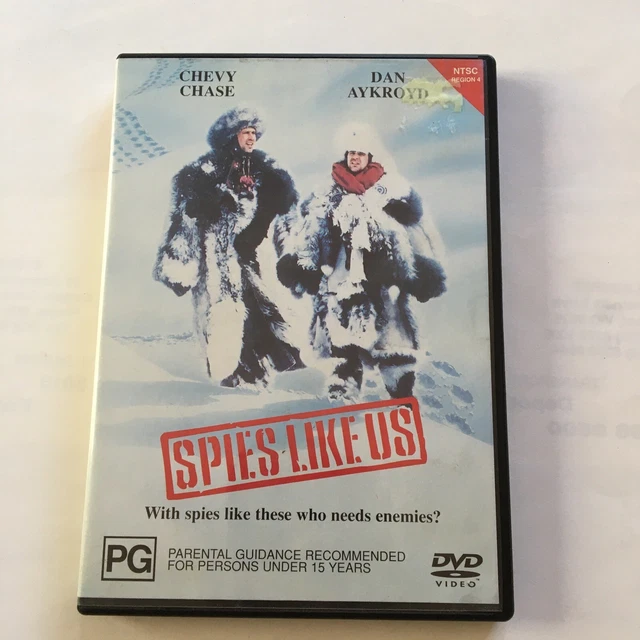 CHEVY
CHASE
DAN
AYKROYD
NTSC
REGION 4
SPIES LIKE US
With spies like these who needs enemies?
PG
PARENTAL GUIDANCE RECOMMENDED
FOR PERSONS UNDER 15 YEARS
DVD
VIDEO